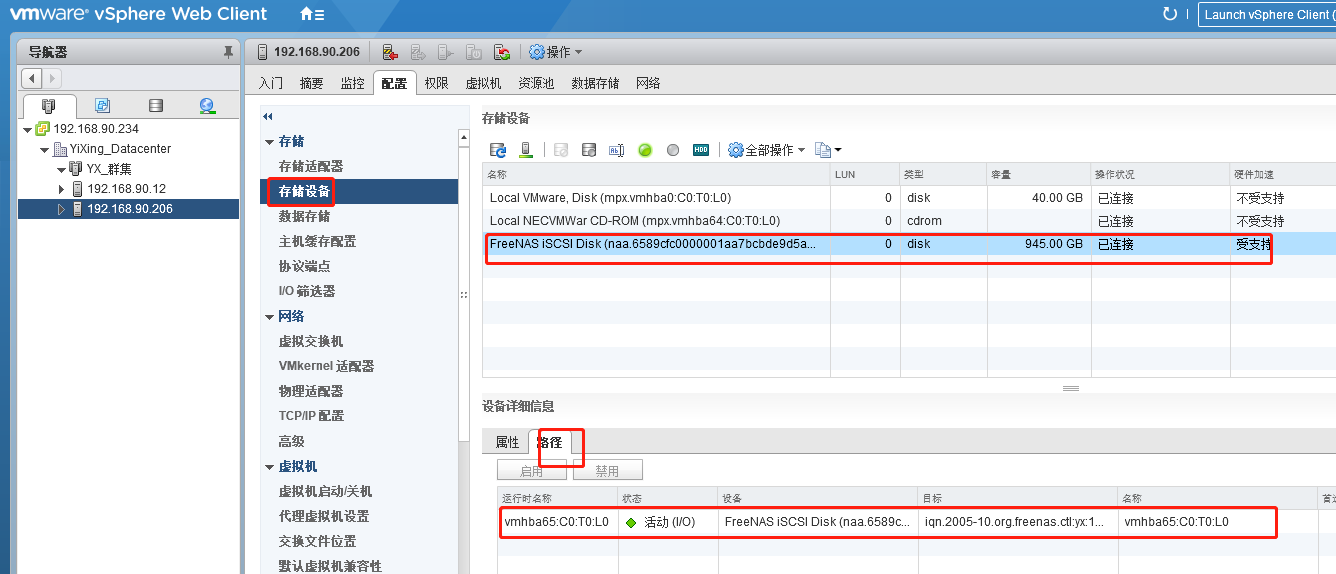 vmware® vSphere Web Client
Launch vSphere Client (
导航器
192.168.90.234
YiXing_Datacenter
YX_群集
192.168.90.12
192.168.90.206
192.168.90.206
操作
入门 摘要 监控 配置 权限 虚拟机 资源池 数据存储 网络
存储
存储适配器
存储设备
数据存储
主机缓存配置
协议端点
I/O 筛选器
网络
虚拟交换机
VMkernel 适配器
物理适配器
TCP/IP 配置
高级
虚拟机
虚拟机启动/关机
代理虚拟机设置
交换文件位置
默认虚拟机兼容性
存储设备
HDD 全部操作
名称 LUN 类型 容量 操作状况 硬件加速
Local VMware, Disk (mpx.vmhba0:C0:T0:L0) 0 disk 40.00 GB 已连接 不受支持
Local NECVMWar CD-ROM (mpx.vmhba64:C0:T0:L0) 0 cdrom 已连接 不受支持
FreeNAS iSCSI Disk (naa.6589cfc0000001aa7bcbde9d5a... 0 disk 945.00 GB 已连接 受支持
设备详细信息
属性 路径
启用 禁用
运行时名称 状态 设备 目标 名称
vmhba65:C0:T0:L0 活动 (I/O) FreeNAS iSCSI Disk (naa.6589c... iqn.2005-10.org.freenas.ctl:yx:1... vmhba65:C0:T0:L0